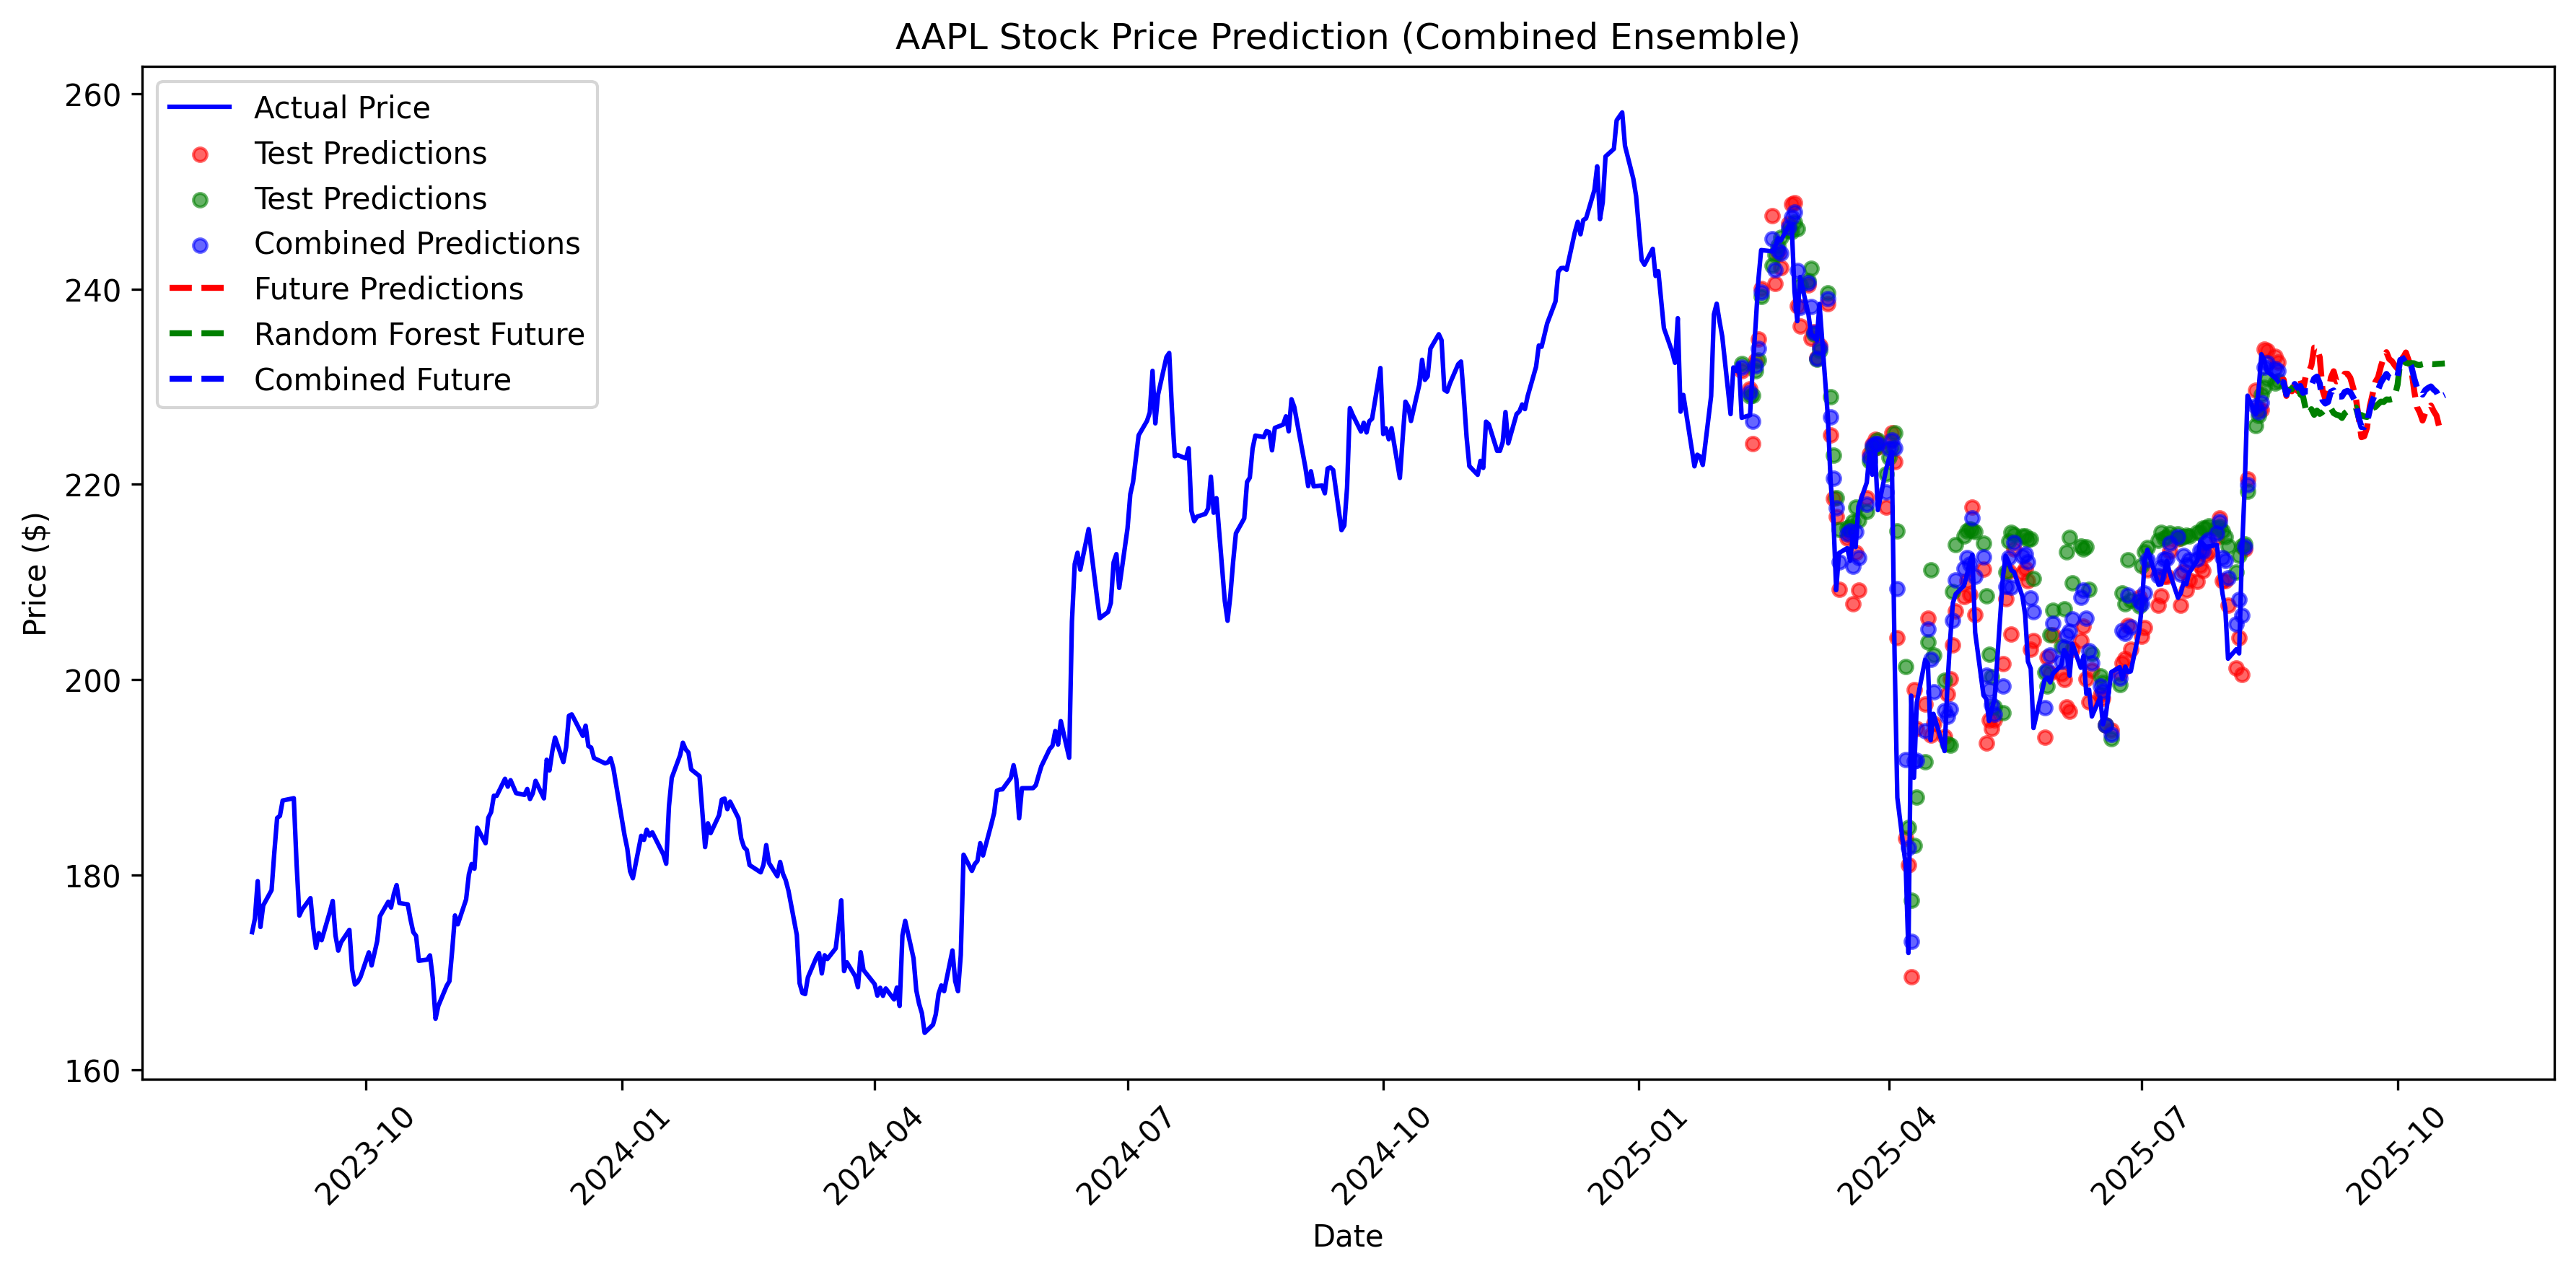 AAPL Stock Price Prediction (Combined Ensemble)
260
240
220
200
180
160
Price ($)
Actual Price
Test Predictions
Test Predictions
Combined Predictions
Future Predictions
Random Forest Future
Combined Future
2023-10
2024-01
2024-04
2024-07
2024-10
2025-01
2025-04
2025-07
2025-10
Date